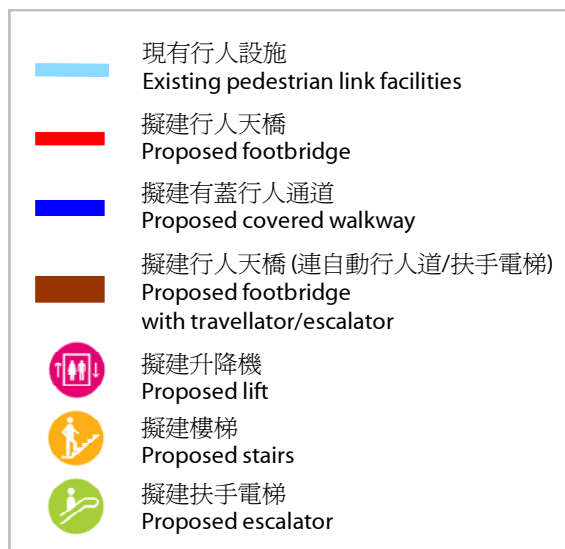 現有行人設施
Existing pedestrian link facilities
擬建行人天橋
Proposed footbridge
擬建有蓋行人通道
Proposed covered walkway
擬建行人天橋 (連自動行人道/扶手電梯)
Proposed footbridge
with travellator/escalator
擬建升降機
Proposed lift
擬建樓梯
Proposed stairs
擬建扶手電梯
Proposed escalator